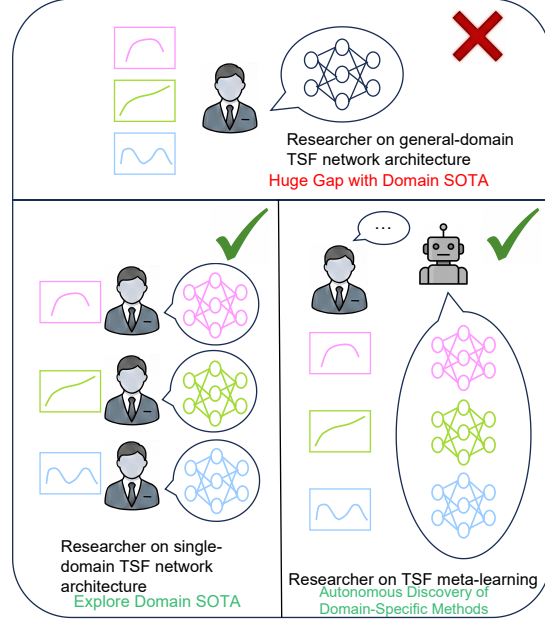 Researcher on general-domain
TSF network architecture
Huge Gap with Domain SOTA
...
Researcher on single-
domain TSF network
architecture
Explore Domain SOTA
Researcher on TSF meta-learning
Autonomous Discovery of
Domain-Specific Methods